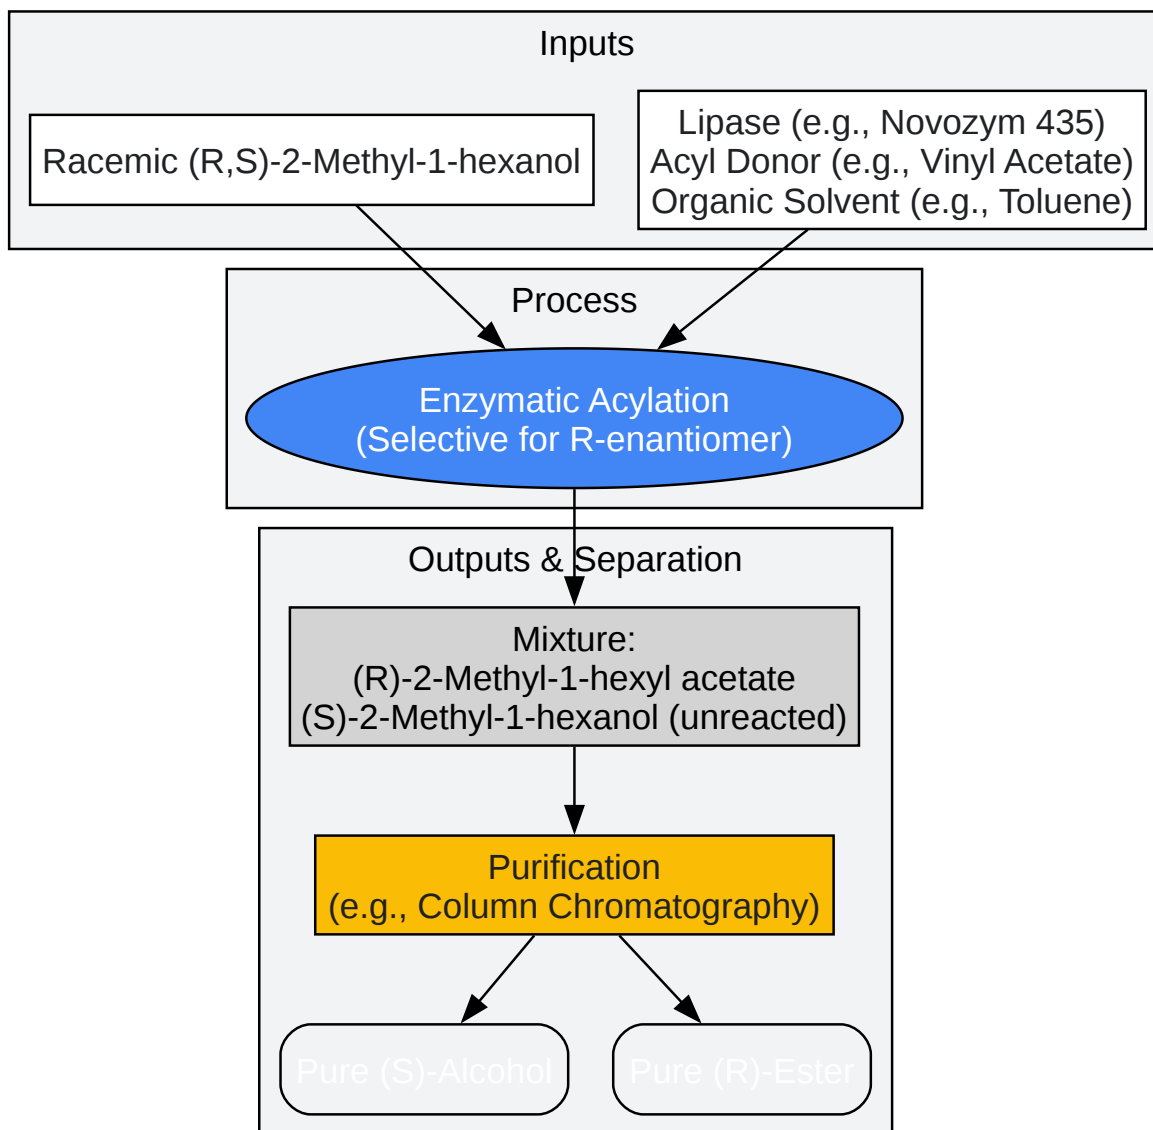 Inputs
Racemic (R,S)-2-Methyl-1-hexanol
Lipase (e.g., Novozym 435)
Acyl Donor (e.g., Vinyl Acetate)
Organic Solvent (e.g., Toluene)
Process
Enzymatic Acylation
(Selective for R-enantiomer)
Outputs & Separation
Mixture:
(R)-2-Methyl-1-hexyl acetate
(S)-2-Methyl-1-hexanol (unreacted)
Purification
(e.g., Column Chromatography)
Pure (S)-Alcohol
Pure (R)-Ester